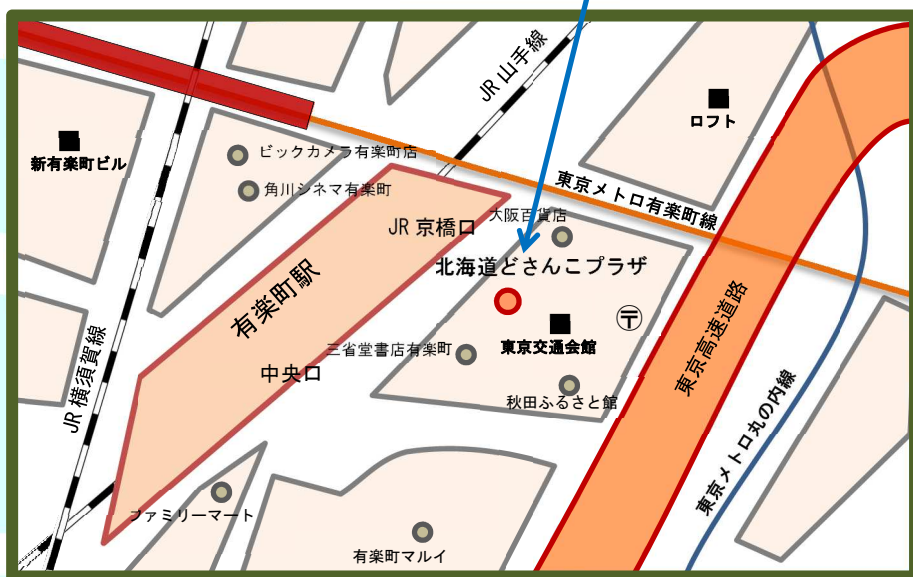 JR 山手線
ロフト
新有楽町ビル
ビックカメラ有楽町店
角川シネマ有楽町
東京メトロ有楽町線
大阪百貨店
JR 京橋口
北海道どさんこプラザ
有楽町駅
〒
東京高速道路
東京交通会館
三省堂書店有楽町
中央口
JR 横須賀線
秋田ふるさと館
東京メトロ丸の内線
ファミリーマート
有楽町マルイ